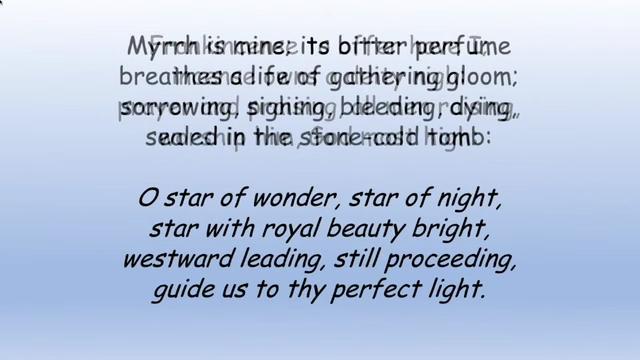 Myrrh is mine; its bitter perfume
breathes a life of gathering gloom;
sorrowing, sighing, bleeding, dying,
sealed in the stone-cold tomb:
O star of wonder, star of night,
star with royal beauty bright,
westward leading, still proceeding,
guide us to thy perfect light.